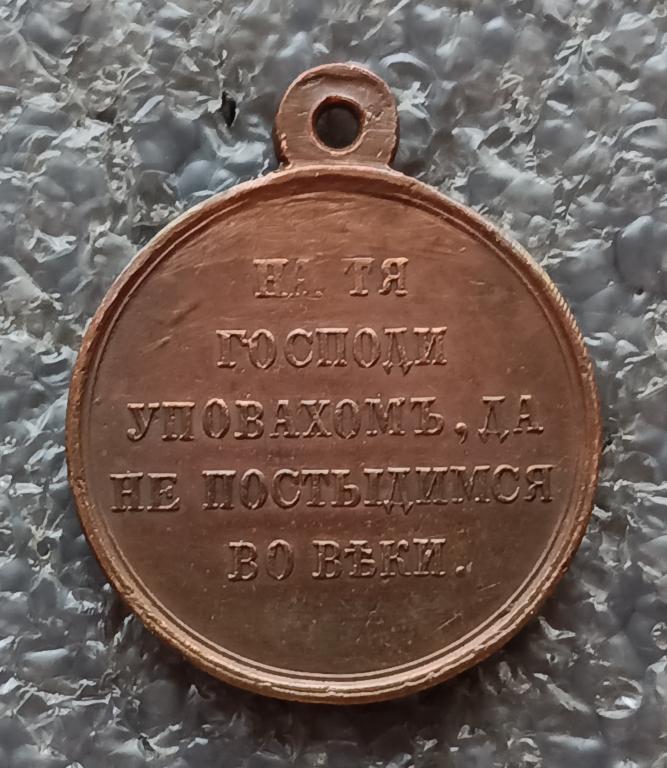 НА ТЯ
ГОСПОДИ
УПОВАХОМЪ, ДА
НЕ ПОСТЫДИМСЯ
ВО ВѢКИ.